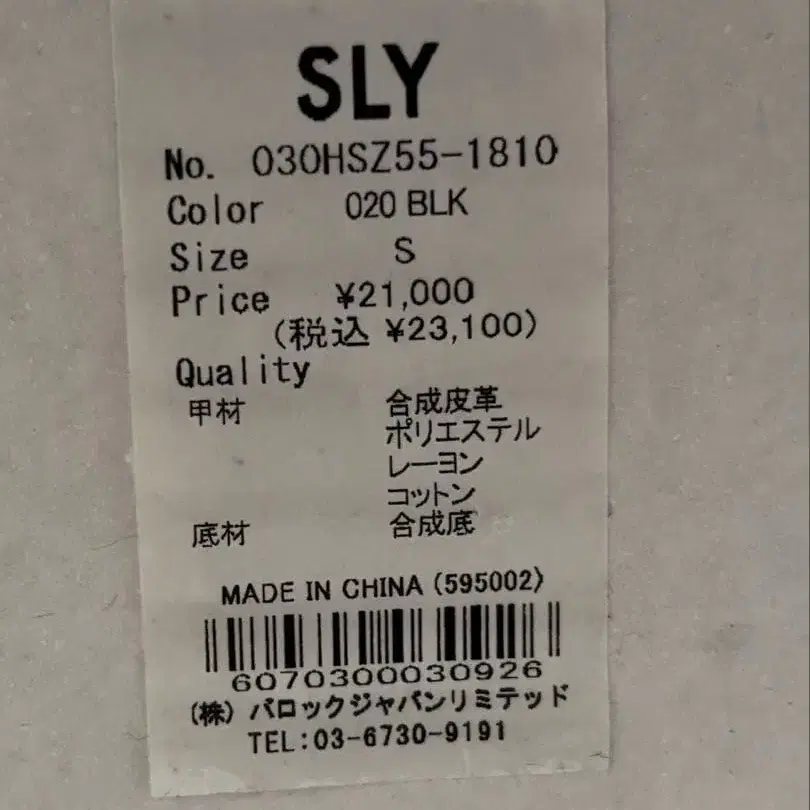 SLY
No. 030HSZ55-1810
Color 020 BLK
Size S
Price ¥21,000
(税込 ¥23,100)
Quality
甲材 合成皮革
ポリエステル
レーヨン
コットン
底材 合成底
MADE IN CHINA (595002)
6070300030926
(株) バロックジャパンリミテッド
TEL:03-6730-9191